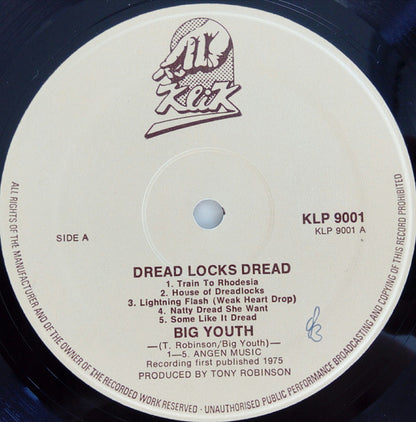 KliK
KLP 9001
KLP 9001 A
SIDE A
DREAD LOCKS DREAD
1. Train To Rhodesia
2. House of Dreadlocks
3. Lightning Flash (Weak Heart Drop)
4. Natty Dread She Want
5. Some Like It Dread
BIG YOUTH
—(T. Robinson/Big Youth)—
1—5. ANGEN MUSIC
Recording first published 1975
PRODUCED BY TONY ROBINSON
ALL RIGHTS OF THE MANUFACTURER AND OF THE OWNER OF THE RECORDED WORK RESERVED · UNAUTHORISED PUBLIC PERFORMANCE BROADCASTING AND COPYING OF THIS RECORD PROHIBITED